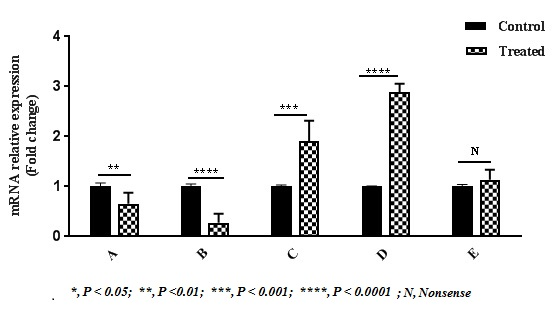 Control
Treated
mRNA relative expression
(Fold change)
4
3
2
1
0
**
****
***
****
N
A
B
C
D
E
. *, P < 0.05; **, P <0.01; ***, P < 0.001; ****, P < 0.0001 ; N, Nonsense